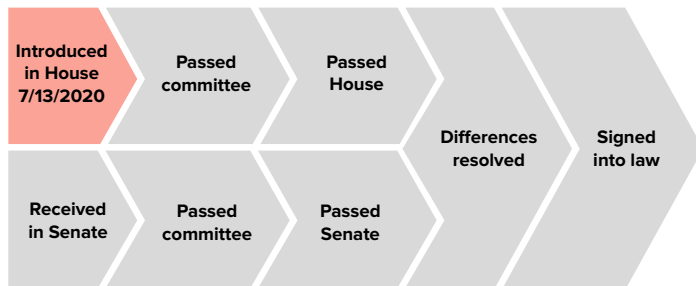 Introduced
in House
7/13/2020
Passed
committee
Passed
House
Differences
resolved
Signed
into law
Received
in Senate
Passed
committee
Passed
Senate